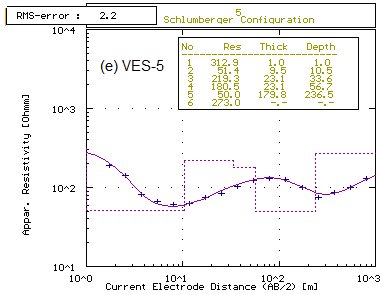 RMS-error : 2.2
5
Schlumberger Configuration
No Res Thick Depth
1 312.9 1.0 1.0
2 51.4 9.5 10.5
3 219.3 23.1 33.6
4 180.5 23.1 56.7
5 50.0 179.8 236.5
6 273.0 -.- -.-
(e) VES-5
10^4
10^3
10^2
10^1
Appar. Resistivity [Ohmm]
10^0 10^1 10^2 10^3
Current Electrode Distance (AB/2) [m]